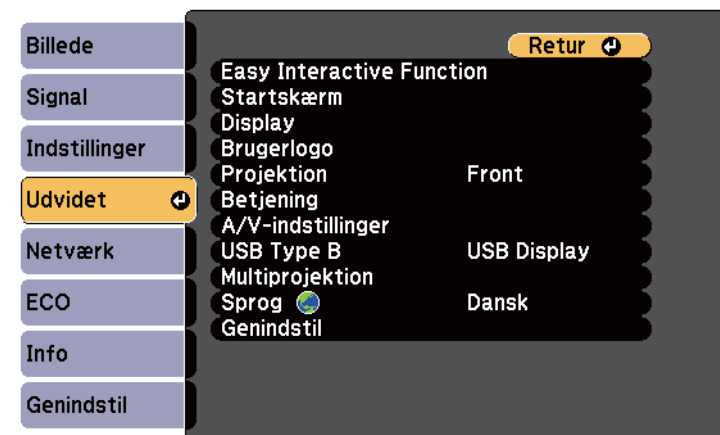 Billede
Signal
Indstillinger
Udvidet
Netværk
ECO
Info
Genindstil
Retur
Easy Interactive Function
Startskærm
Display
Brugerlogo
Projektion Front
Betjening
A/V-indstillinger
USB Type B USB Display
Multiprojektion
Sprog Dansk
Genindstil